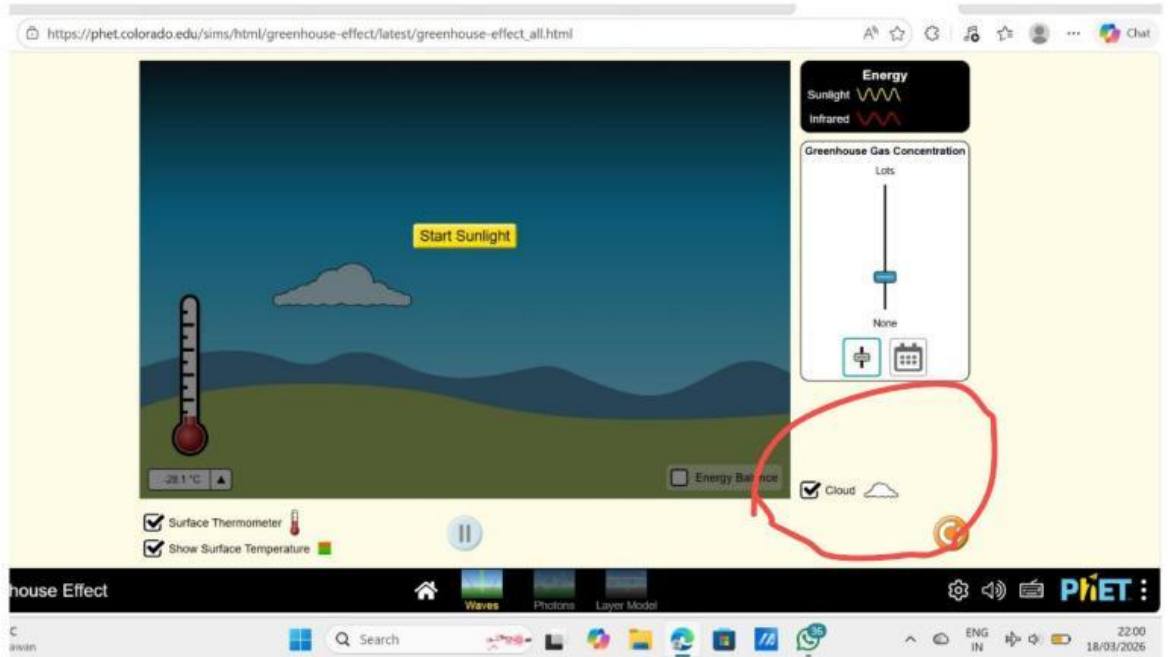 https://phet.colorado.edu/sims/html/greenhouse-effect/latest/greenhouse-effect_all.html
Chat
Energy
Sunlight
Infrared
Greenhouse Gas Concentration
Lots
None
Start Sunlight
-28.1 °C
Energy Balance
Cloud
Surface Thermometer
Show Surface Temperature
house Effect
Waves
Photons
Layer Model
PhET
C
Search
36
ENG
IN
22:00
18/03/2026